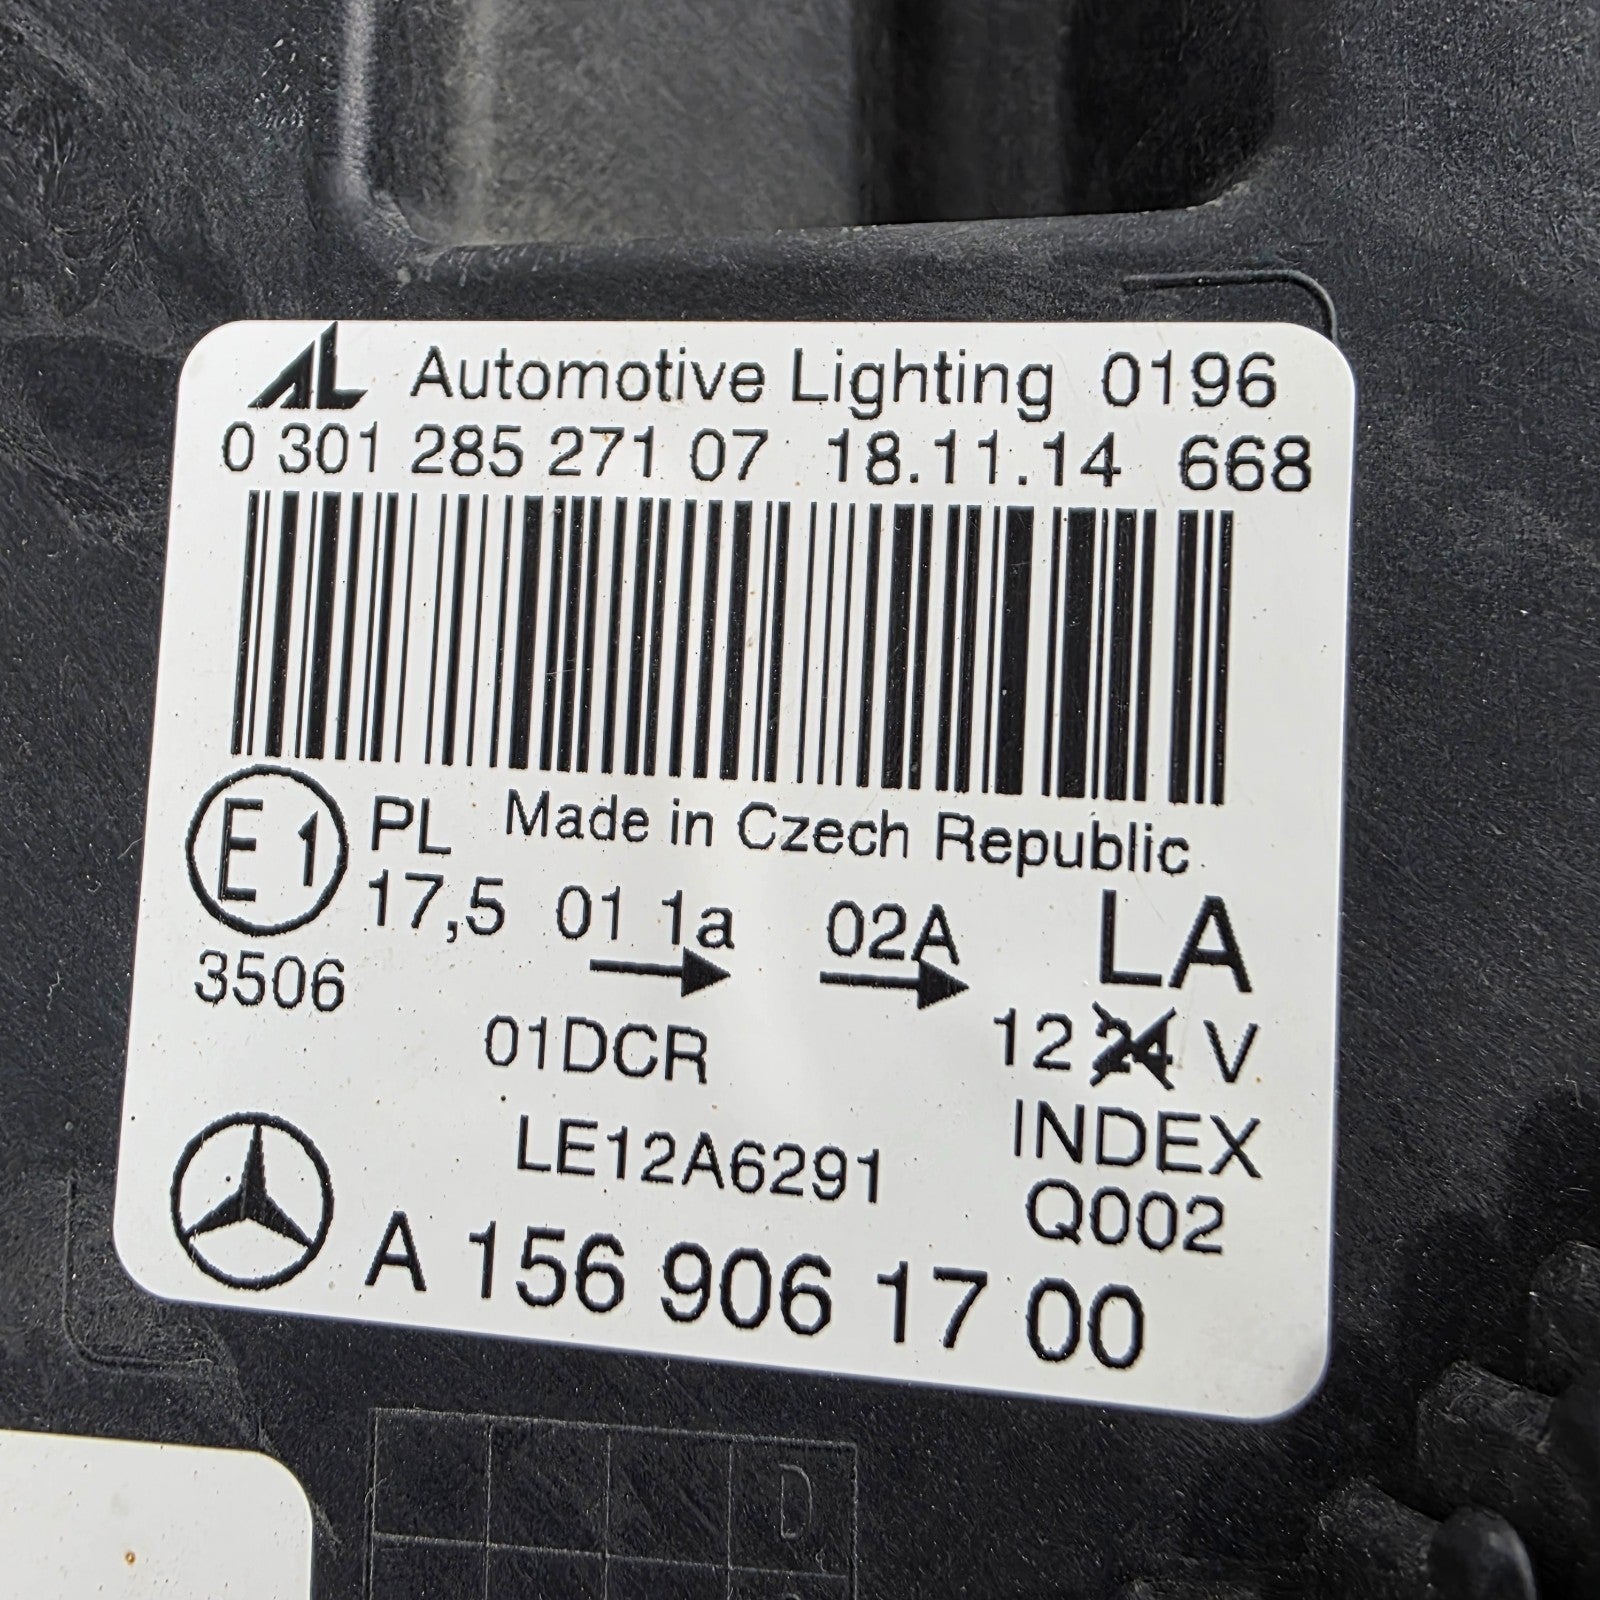 AL Automotive Lighting 0196
0 301 285 271 07 18.11.14 668
E1 PL Made in Czech Republic
17,5 01 1a 02A LA
3506
→ →
01DCR 12 24 V
LE12A6291 INDEX
Q002
A 156 906 17 00
D